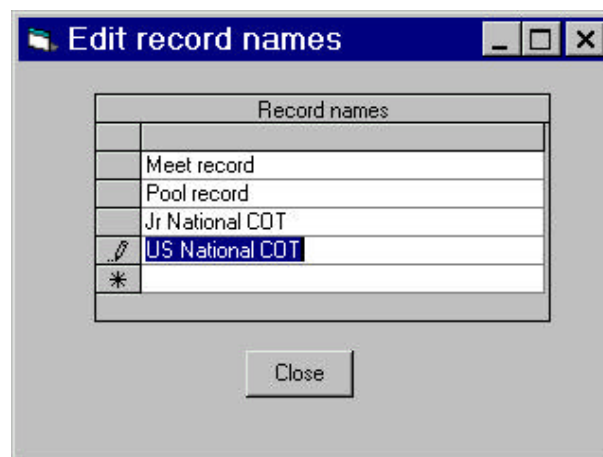 Edit record names
Record names
Meet record
Pool record
Jr National COT
US National COT
Close